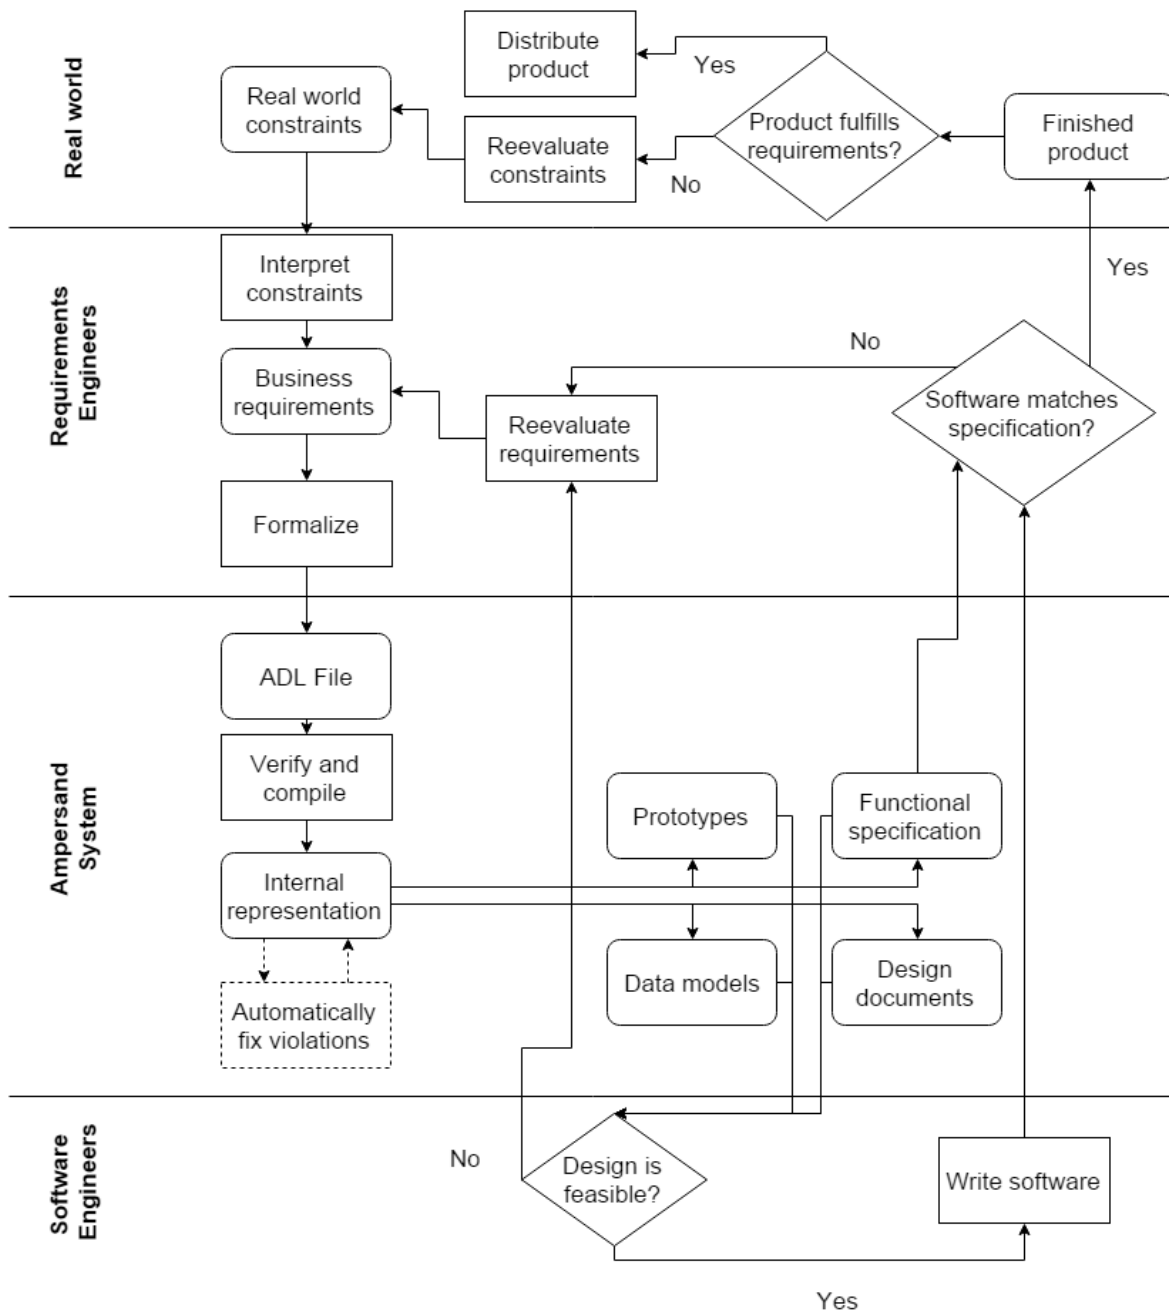 Real world
Distribute
product
Yes
Real world
constraints
Reevaluate
constraints
No
Product fulfills
requirements?
Finished
product
Requirements
Engineers
Interpret
constraints
Yes
No
Business
requirements
Reevaluate
requirements
Software matches
specification?
Formalize
Ampersand
System
ADL File
Verify and
compile
Prototypes
Functional
specification
Internal
representation
Data models
Design
documents
Automatically
fix violations
Software
Engineers
No
Design is
feasible?
Write software
Yes